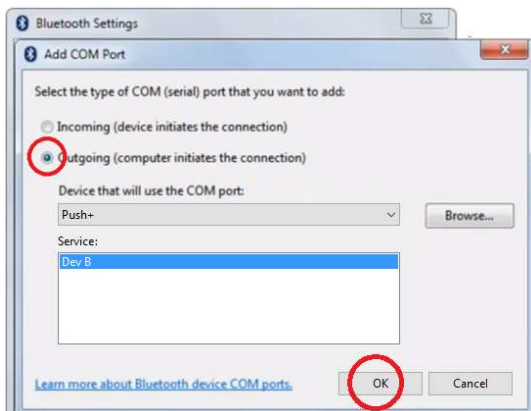 Bluetooth Settings
Add COM Port
Select the type of COM (serial) port that you want to add:
Incoming (device initiates the connection)
Outgoing (computer initiates the connection)
Device that will use the COM port:
Push+
Browse...
Service:
Dev B
Learn more about Bluetooth device COM ports.
OK
Cancel